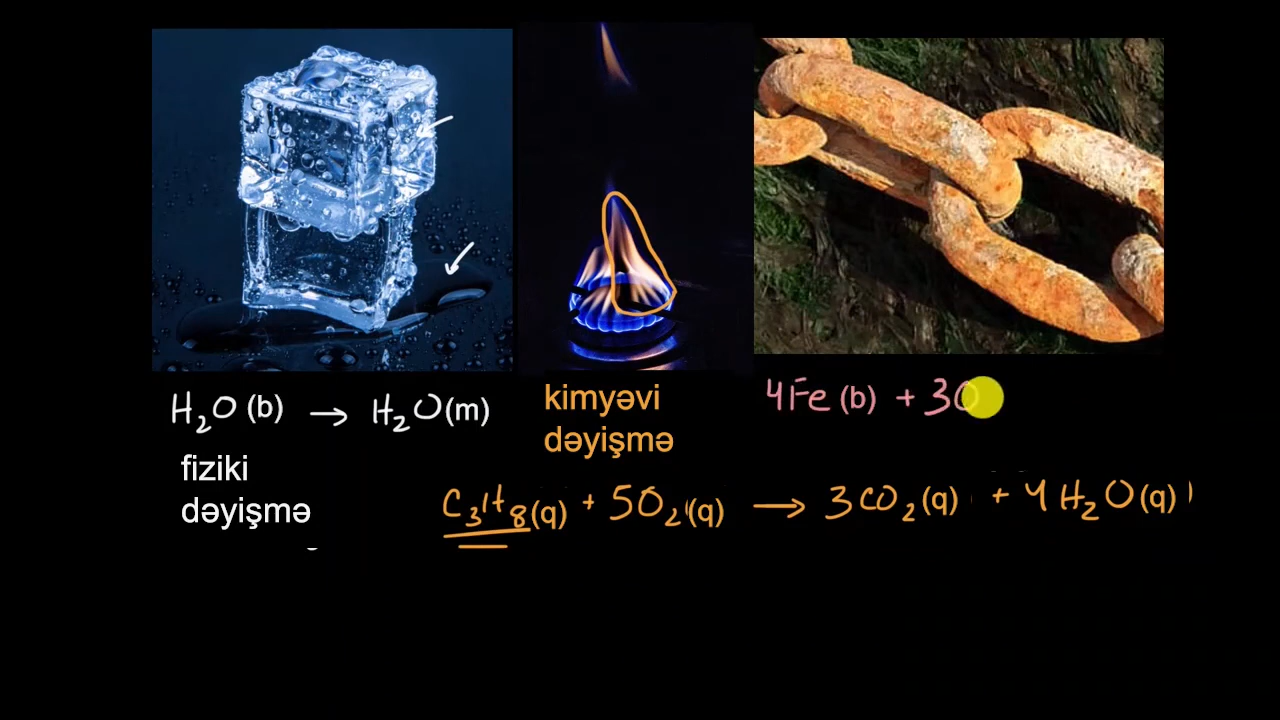 H₂O (b) → H₂O (m)
fiziki
dəyişmə
kimyəvi
dəyişmə
4Fe (b) + 3O
C₃H₈(q) + 5O₂(q) → 3CO₂(q) + 4H₂O(q)